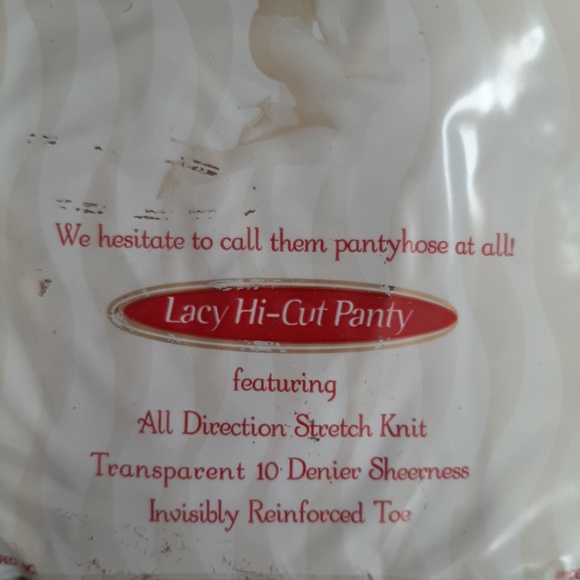 We hesitate to call them pantyhose at all!
Lacy Hi-Cut Panty
featuring
All Direction Stretch Knit
Transparent 10 Denier Sheerness
Invisibly Reinforced Toe